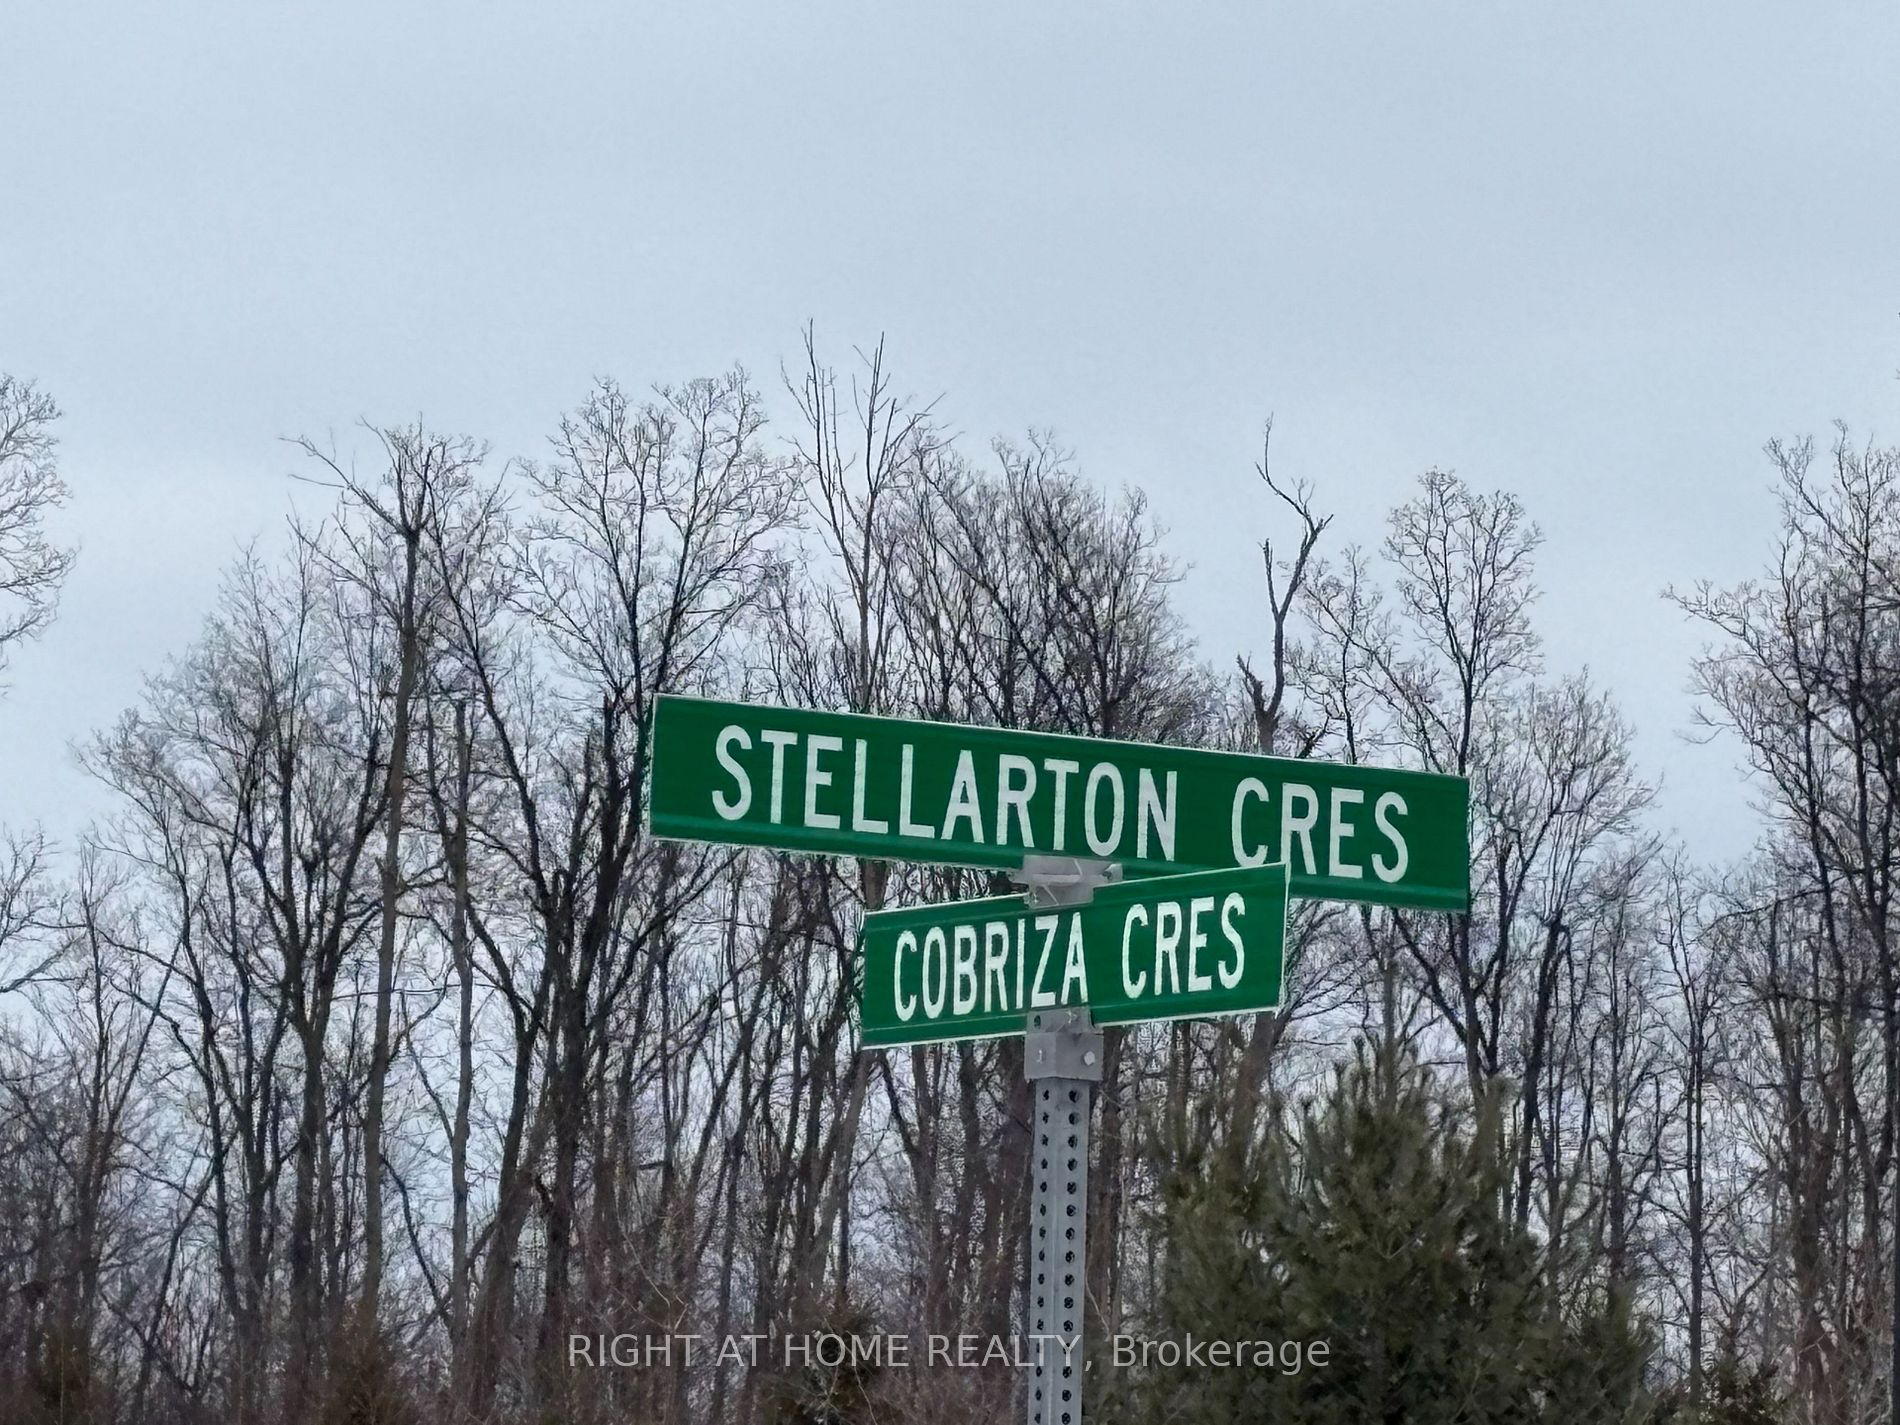 STELLARTON CRES
COBRIZA CRES
RIGHT AT HOME REALTY, Brokerage